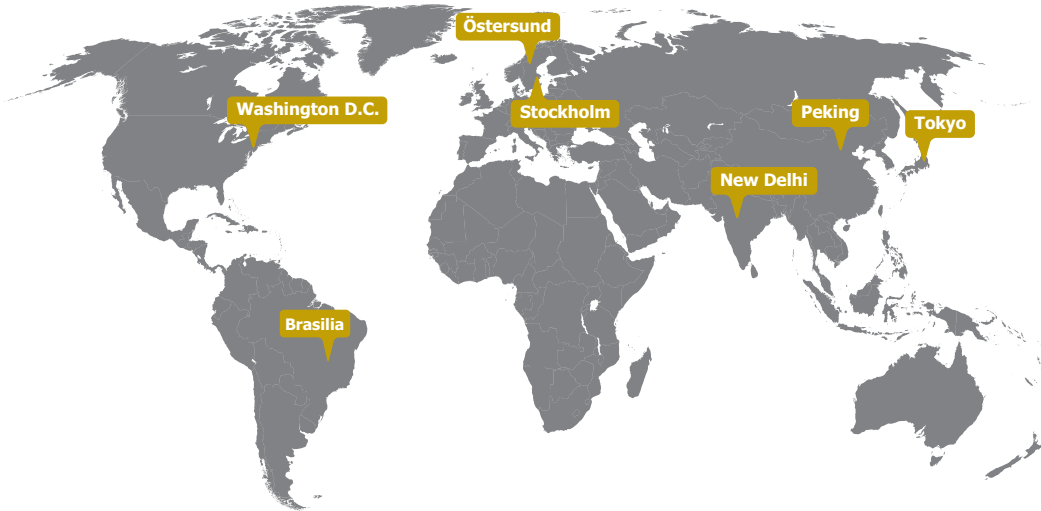 Östersund
Washington D.C.
Stockholm
Peking
Tokyo
New Delhi
Brasilia